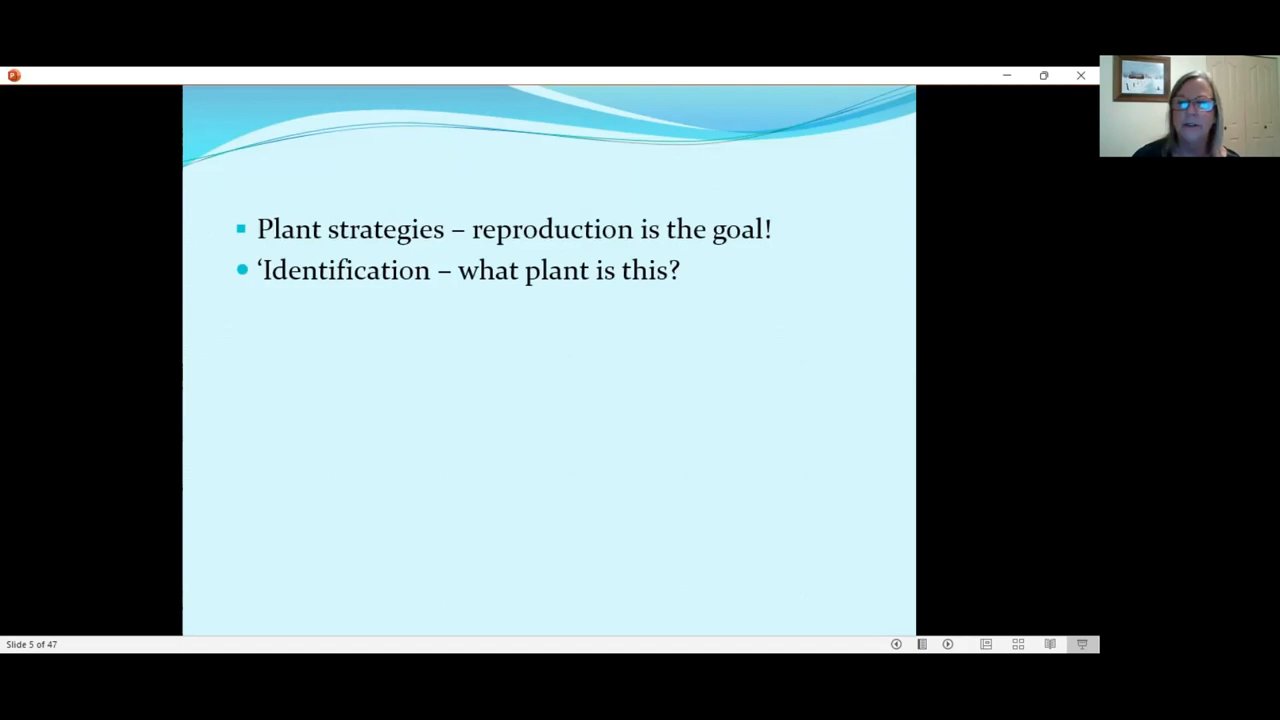 Plant strategies – reproduction is the goal!
‘Identification – what plant is this?
Slide 5 of 47